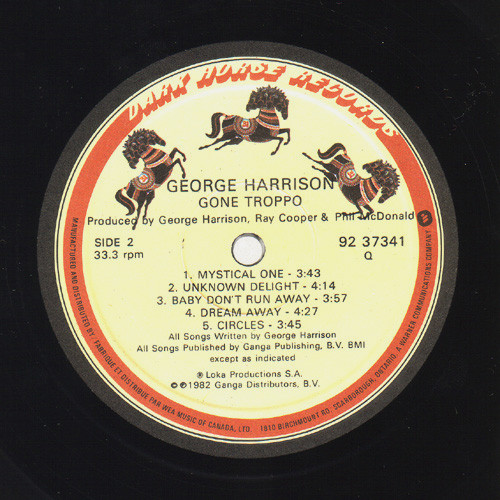 DARK HORSE RECORDS
GEORGE HARRISON
GONE TROPPO
Produced by George Harrison, Ray Cooper & Phil McDonald
SIDE 2
33.3 rpm
92 37341
Q
1. MYSTICAL ONE - 3:43
2. UNKNOWN DELIGHT - 4:14
3. BABY DON'T RUN AWAY - 3:57
4. DREAM AWAY - 4:27
5. CIRCLES - 3:45
All Songs Written by George Harrison
All Songs Published by Ganga Publishing, B.V. BMI
except as indicated
℗ Loka Productions S.A.
©℗1982 Ganga Distributors, B.V.
MANUFACTURED AND DISTRIBUTED BY/FABRIQUÉ ET DISTRIBUÉ PAR WEA MUSIC OF CANADA, LTD. · 1810 BIRCHMOUNT RD. SCARBOROUGH, ONTARIO. A WARNER COMMUNICATIONS COMPANY